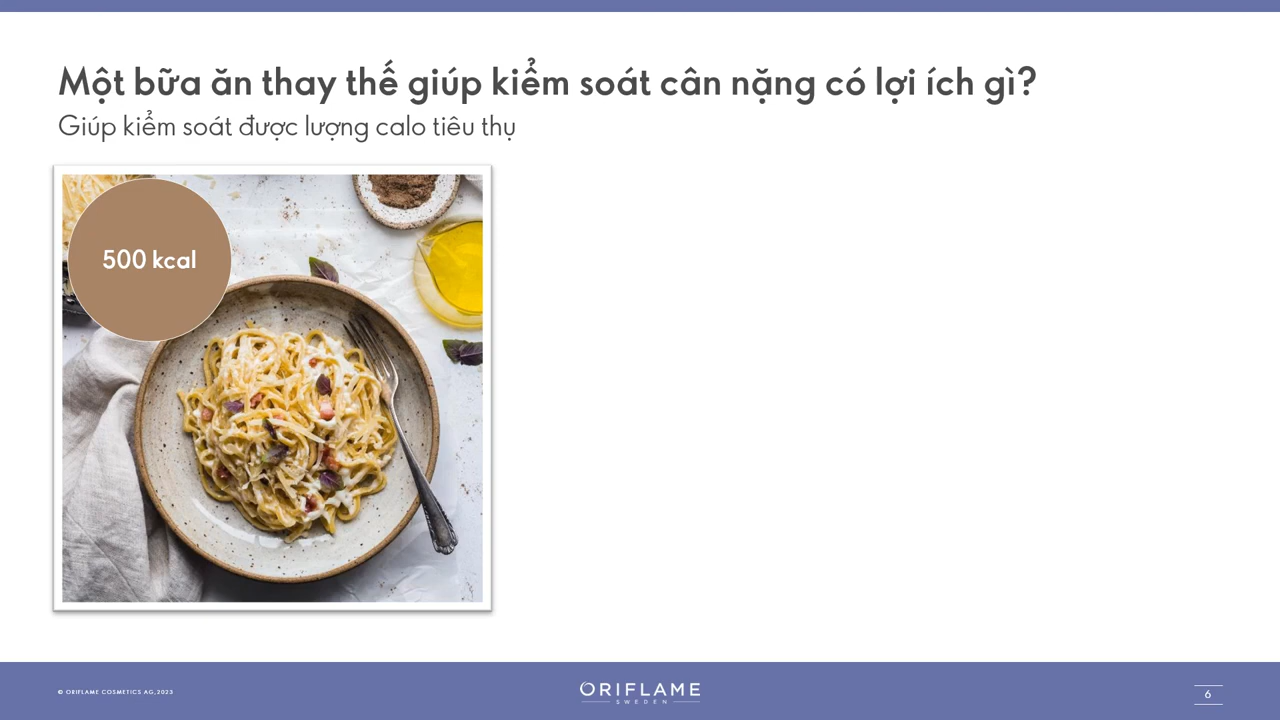 Một bữa ăn thay thế giúp kiểm soát cân nặng có lợi ích gì?
Giúp kiểm soát được lượng calo tiêu thụ
500 kcal
© ORIFLAME COSMETICS AG,2023
ORIFLAME
SWEDEN
6